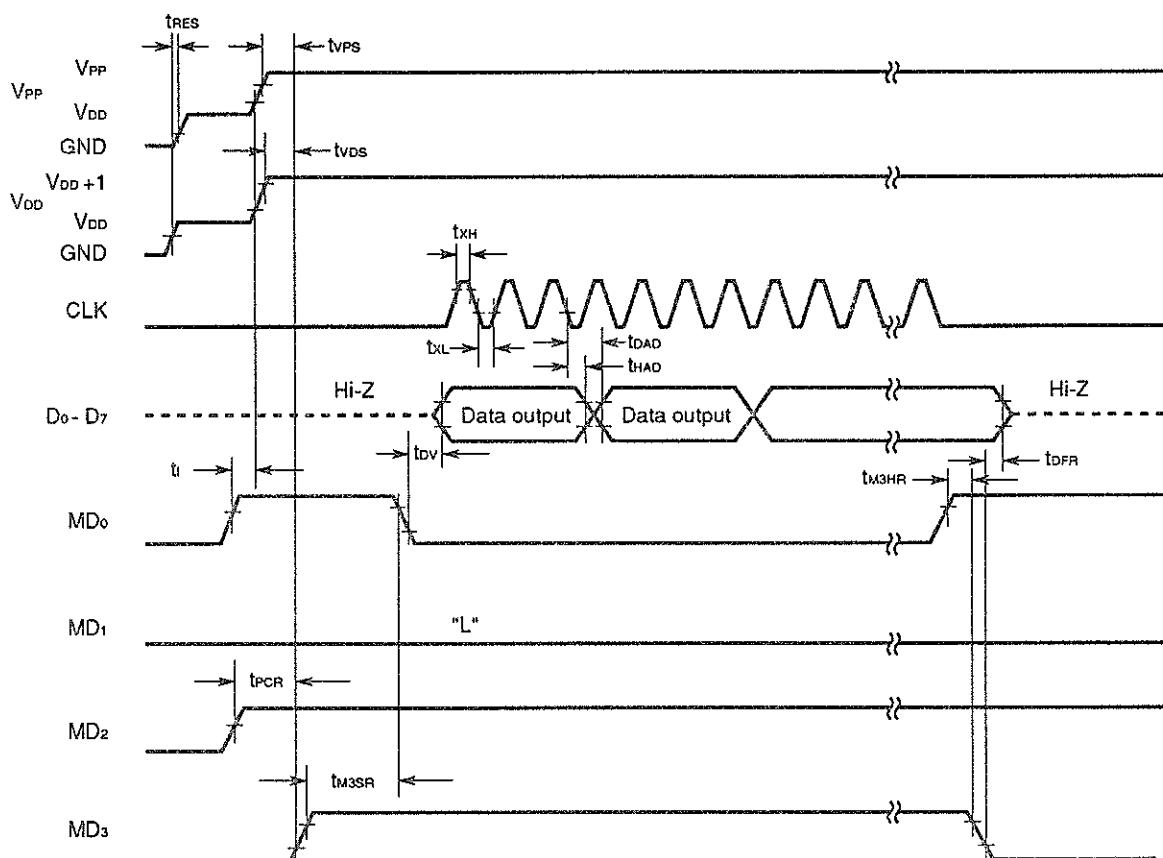 tRES
tVPS
VPP
VPP
VDD
GND
tVDS
VDD +1
VDD
VDD
GND
tXH
CLK
tXL
tDAD
tHAD
Hi-Z
Hi-Z
D0 - D7
Data output
Data output
tDV
tDFR
tI
tM3HR
MD0
"L"
MD1
tPCR
MD2
tM3SR
MD3